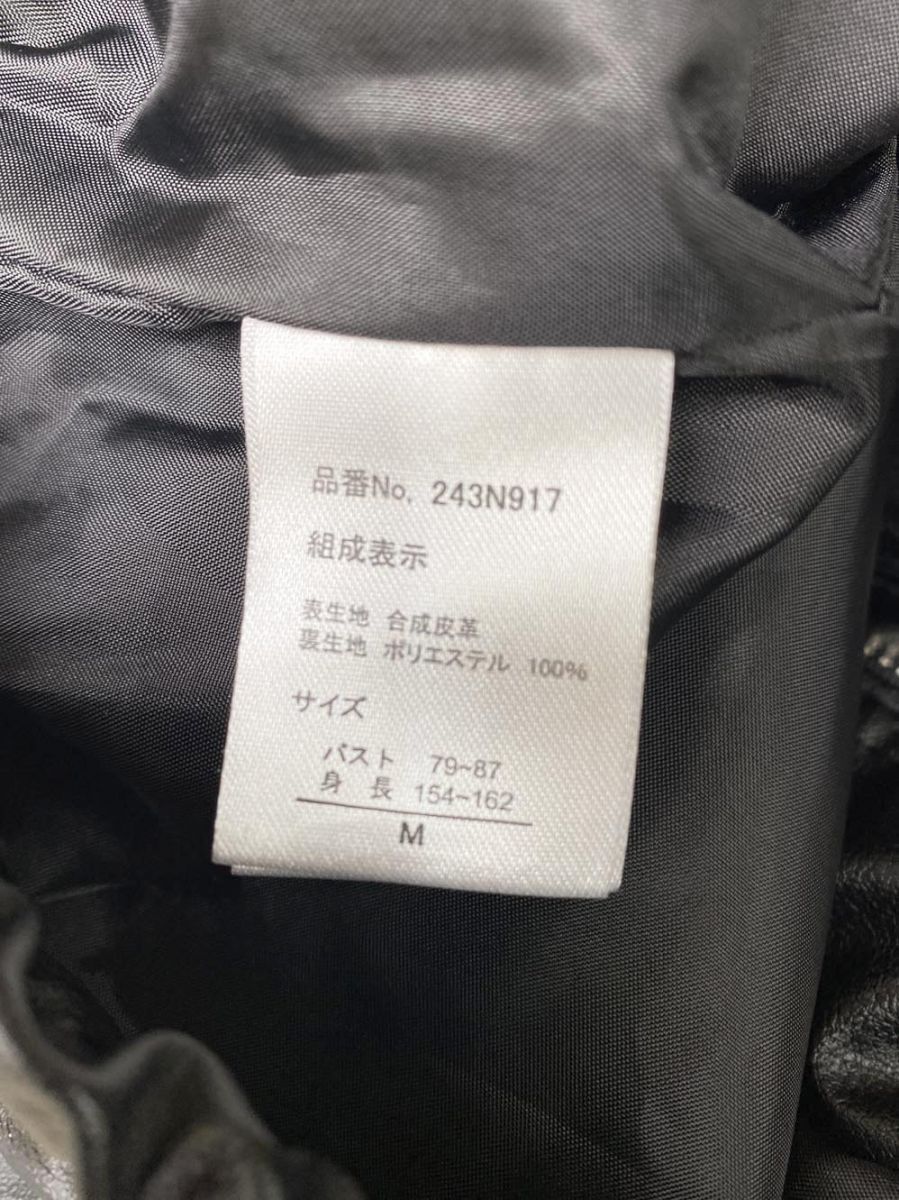 品番No. 243N917
組成表示
表生地 合成皮革
裏生地 ポリエステル 100%
サイズ
バスト 79~87
身長 154~162
M